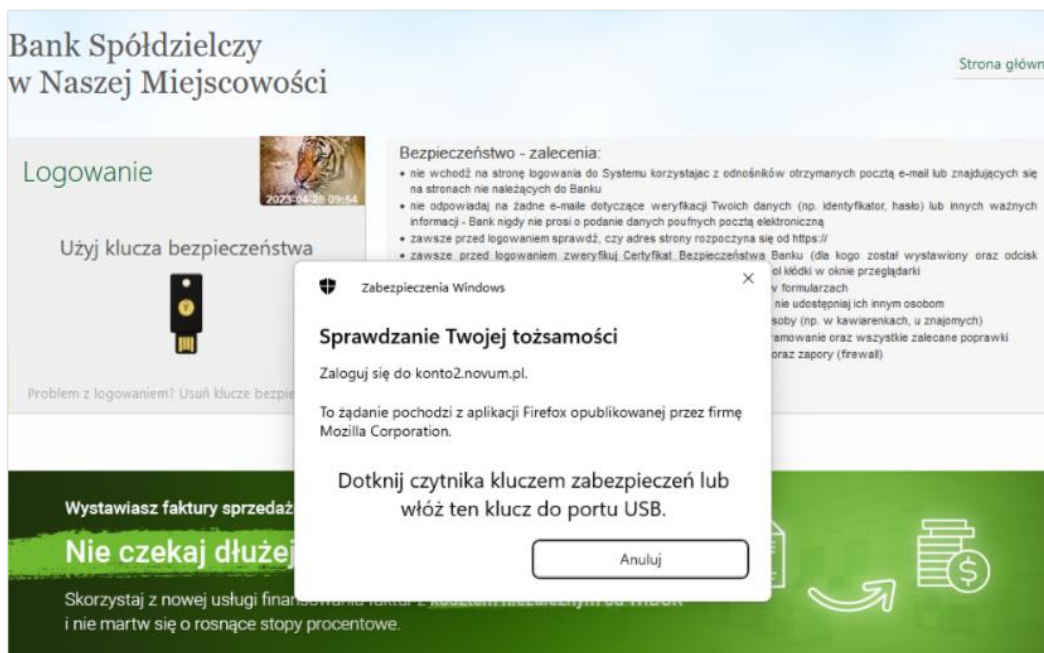 Bank Spółdzielczy
w Naszej Miejscowości
Strona główn
Logowanie
2023-04-26 09:54
Użyj klucza bezpieczeństwa
Problem z logowaniem? Usuń klucze bezpie
Bezpieczeństwo - zalecenia:
• nie wchodź na stronę logowania do Systemu korzystajac z odnośników otrzymanych pocztą e-mail lub znajdujących się
na stronach nie należących do Banku
• nie odpowiadaj na żadne e-maile dotyczące weryfikacji Twoich danych (np. identyfikator, hasło) lub innych ważnych
informacji - Bank nigdy nie prosi o podanie danych poufnych pocztą elektroniczną
• zawsze przed logowaniem sprawdź, czy adres strony rozpoczyna się od https://
• zawsze przed logowaniem zweryfikuj Certyfikat Bezpieczeństwa Banku (dla kogo został wystawiony oraz odcisk
ol kłódki w oknie przeglądarki
v formularzach
nie udostępniaj ich innym osobom
soby (np. w kawiarenkach, u znajomych)
ramowanie oraz wszystkie zalecane poprawki
oraz zapory (firewall)
Zabezpieczenia Windows
Sprawdzanie Twojej tożsamości
Zaloguj się do konto2.novum.pl.
To żądanie pochodzi z aplikacji Firefox opublikowanej przez firmę
Mozilla Corporation.
Dotknij czytnika kluczem zabezpieczeń lub
włóż ten klucz do portu USB.
Anuluj
Wystawiasz faktury sprzedaż
Nie czekaj dłużej
Skorzystaj z nowej usługi finansowania faktur z kosztem niezależnym od WIBOR
i nie martw się o rosnące stopy procentowe.